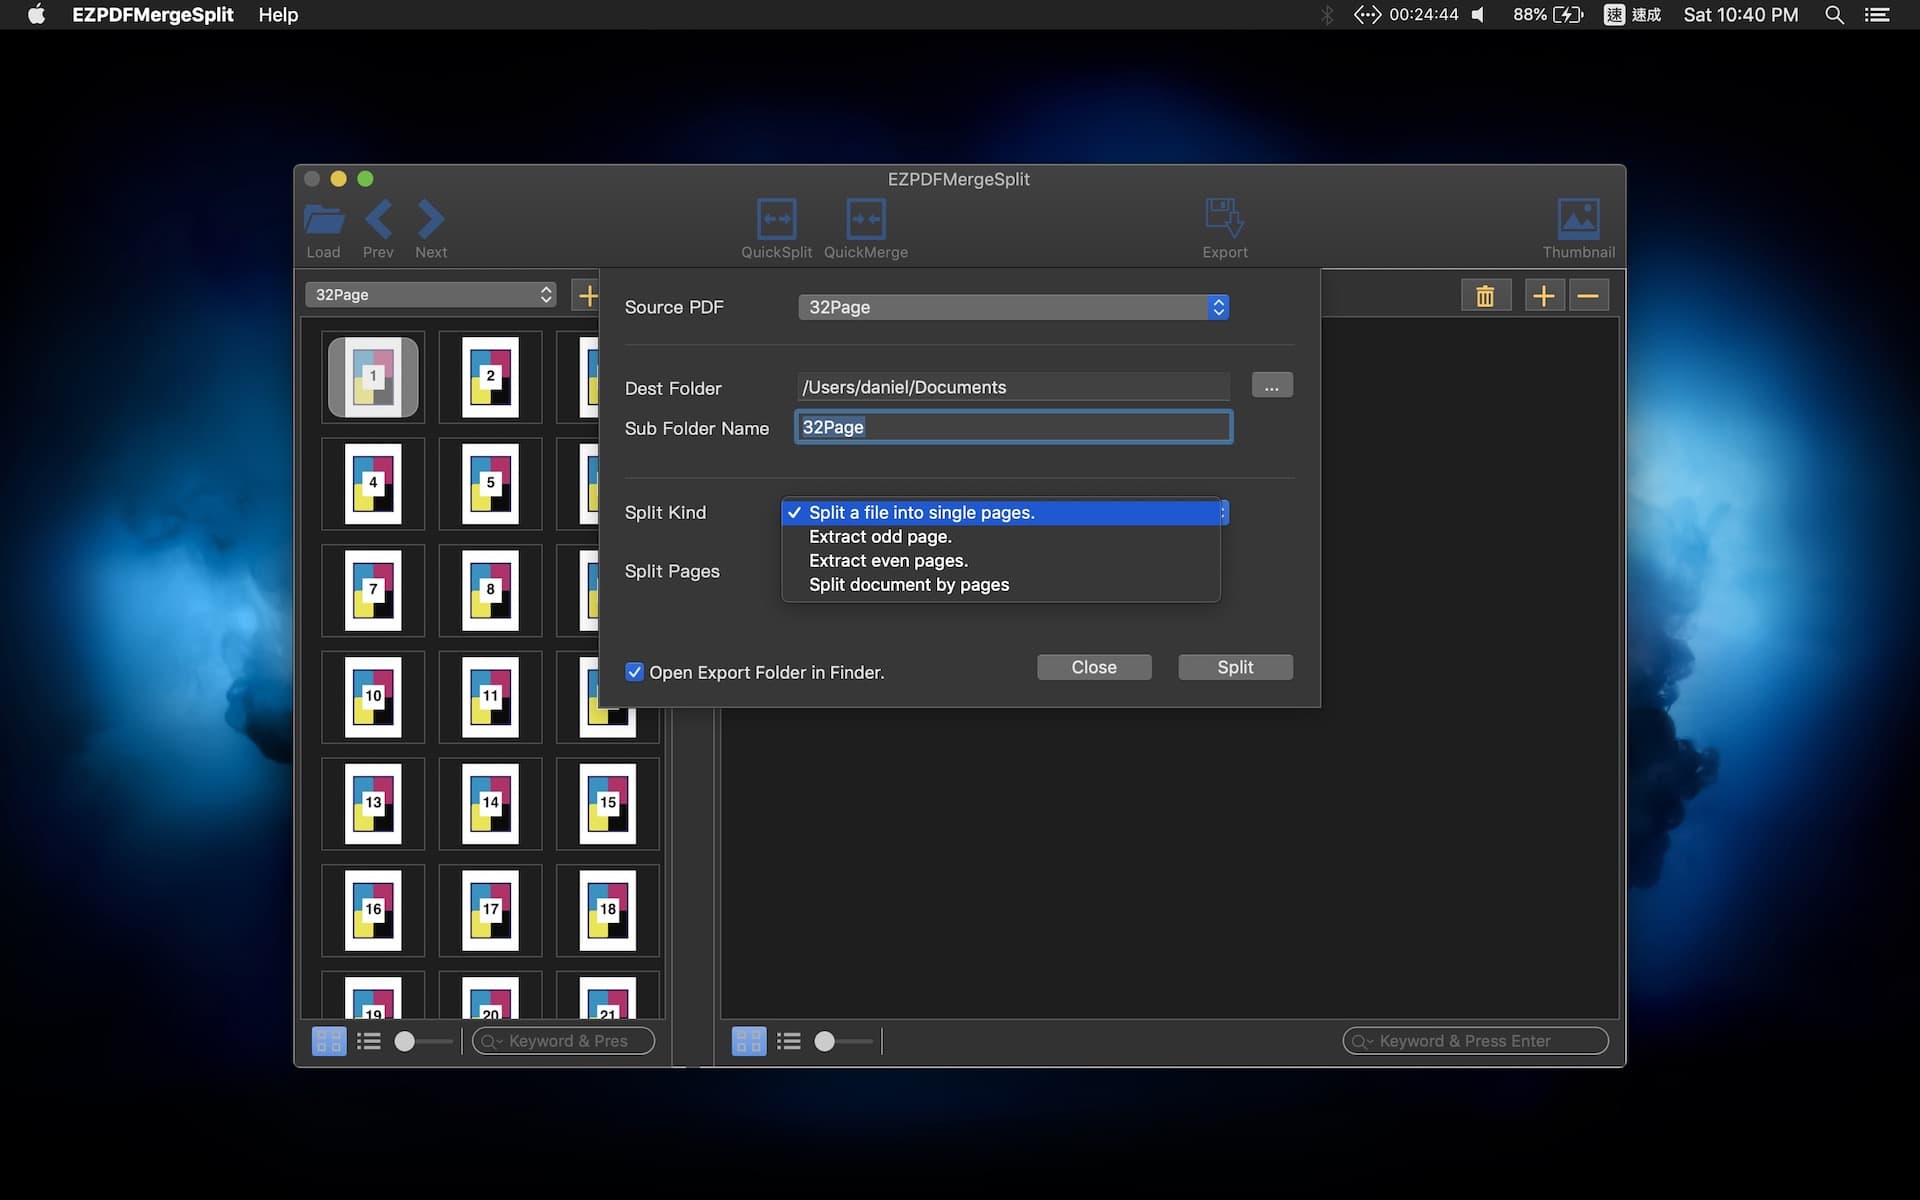 EZPDFMergeSplit Help 00:24:44 88% 速 速成 Sat 10:40 PM
EZPDFMergeSplit
Load Prev Next QuickSplit QuickMerge Export Thumbnail
32Page
Source PDF 32Page
Dest Folder /Users/daniel/Documents ...
Sub Folder Name 32Page
Split Kind
✓ Split a file into single pages.
Extract odd page.
Extract even pages.
Split document by pages
Split Pages
Open Export Folder in Finder. Close Split
1 2
4 5
7 8
10 11
13 14 15
16 17 18
19 20 21
Keyword & Pres
Keyword & Press Enter